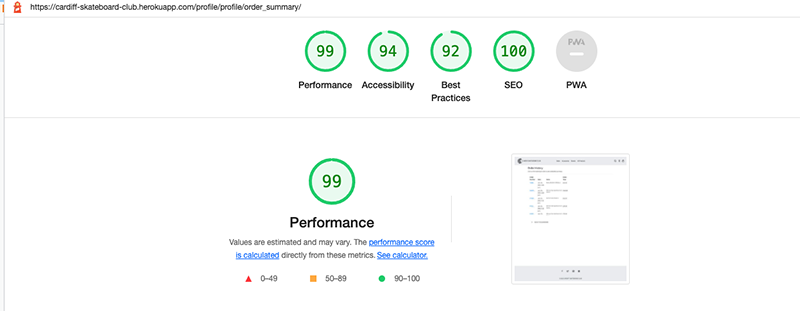 https://cardiff-skateboard-club.herokuapp.com/profile/profile/order_summary/
99
94
92
100
PWA
Performance
Accessibility
Best
Practices
SEO
PWA
99
Performance
Values are estimated and may vary. The performance score
is calculated directly from these metrics. See calculator.
0–49
50–89
90–100